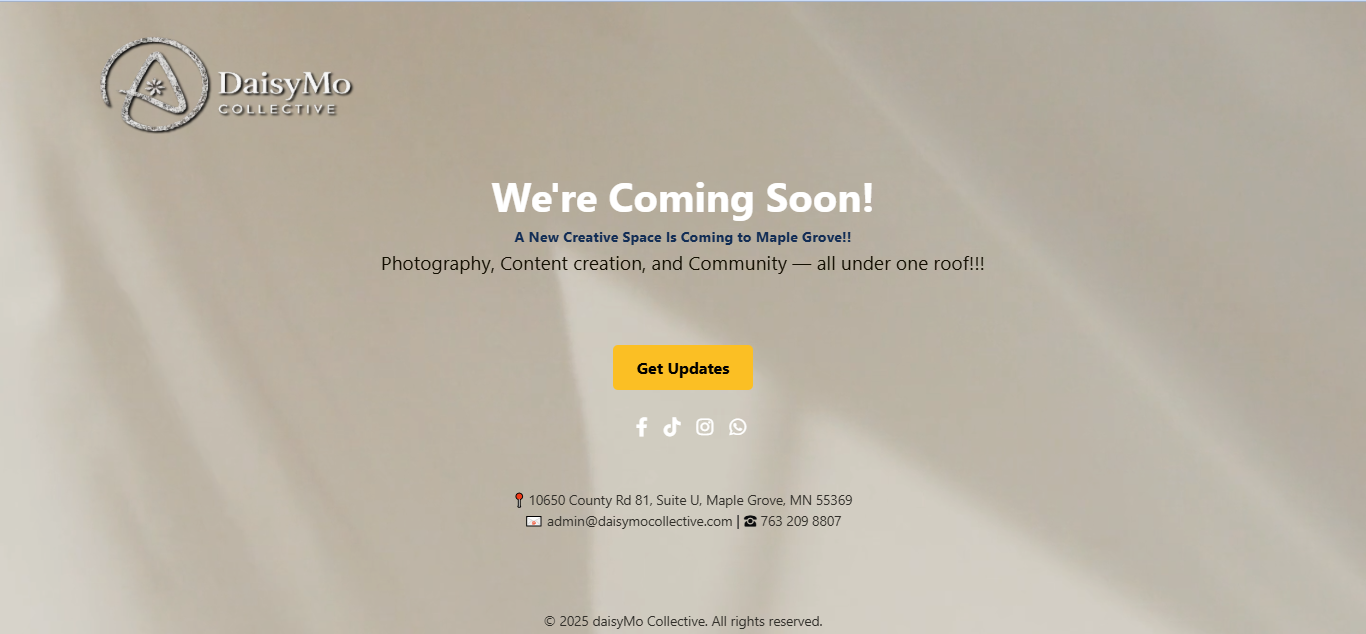 DaisyMo
COLLECTIVE
We're Coming Soon!
A New Creative Space Is Coming to Maple Grove!!
Photography, Content creation, and Community — all under one roof!!!
Get Updates
10650 County Rd 81, Suite U, Maple Grove, MN 55369
admin@daisymocollective.com | ☎ 763 209 8807
© 2025 daisyMo Collective. All rights reserved.